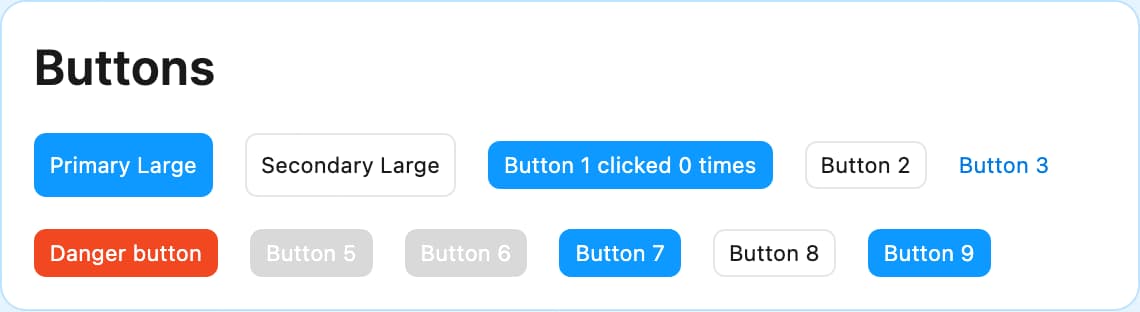 Buttons
Primary Large Secondary Large Button 1 clicked 0 times Button 2 Button 3
Danger button Button 5 Button 6 Button 7 Button 8 Button 9